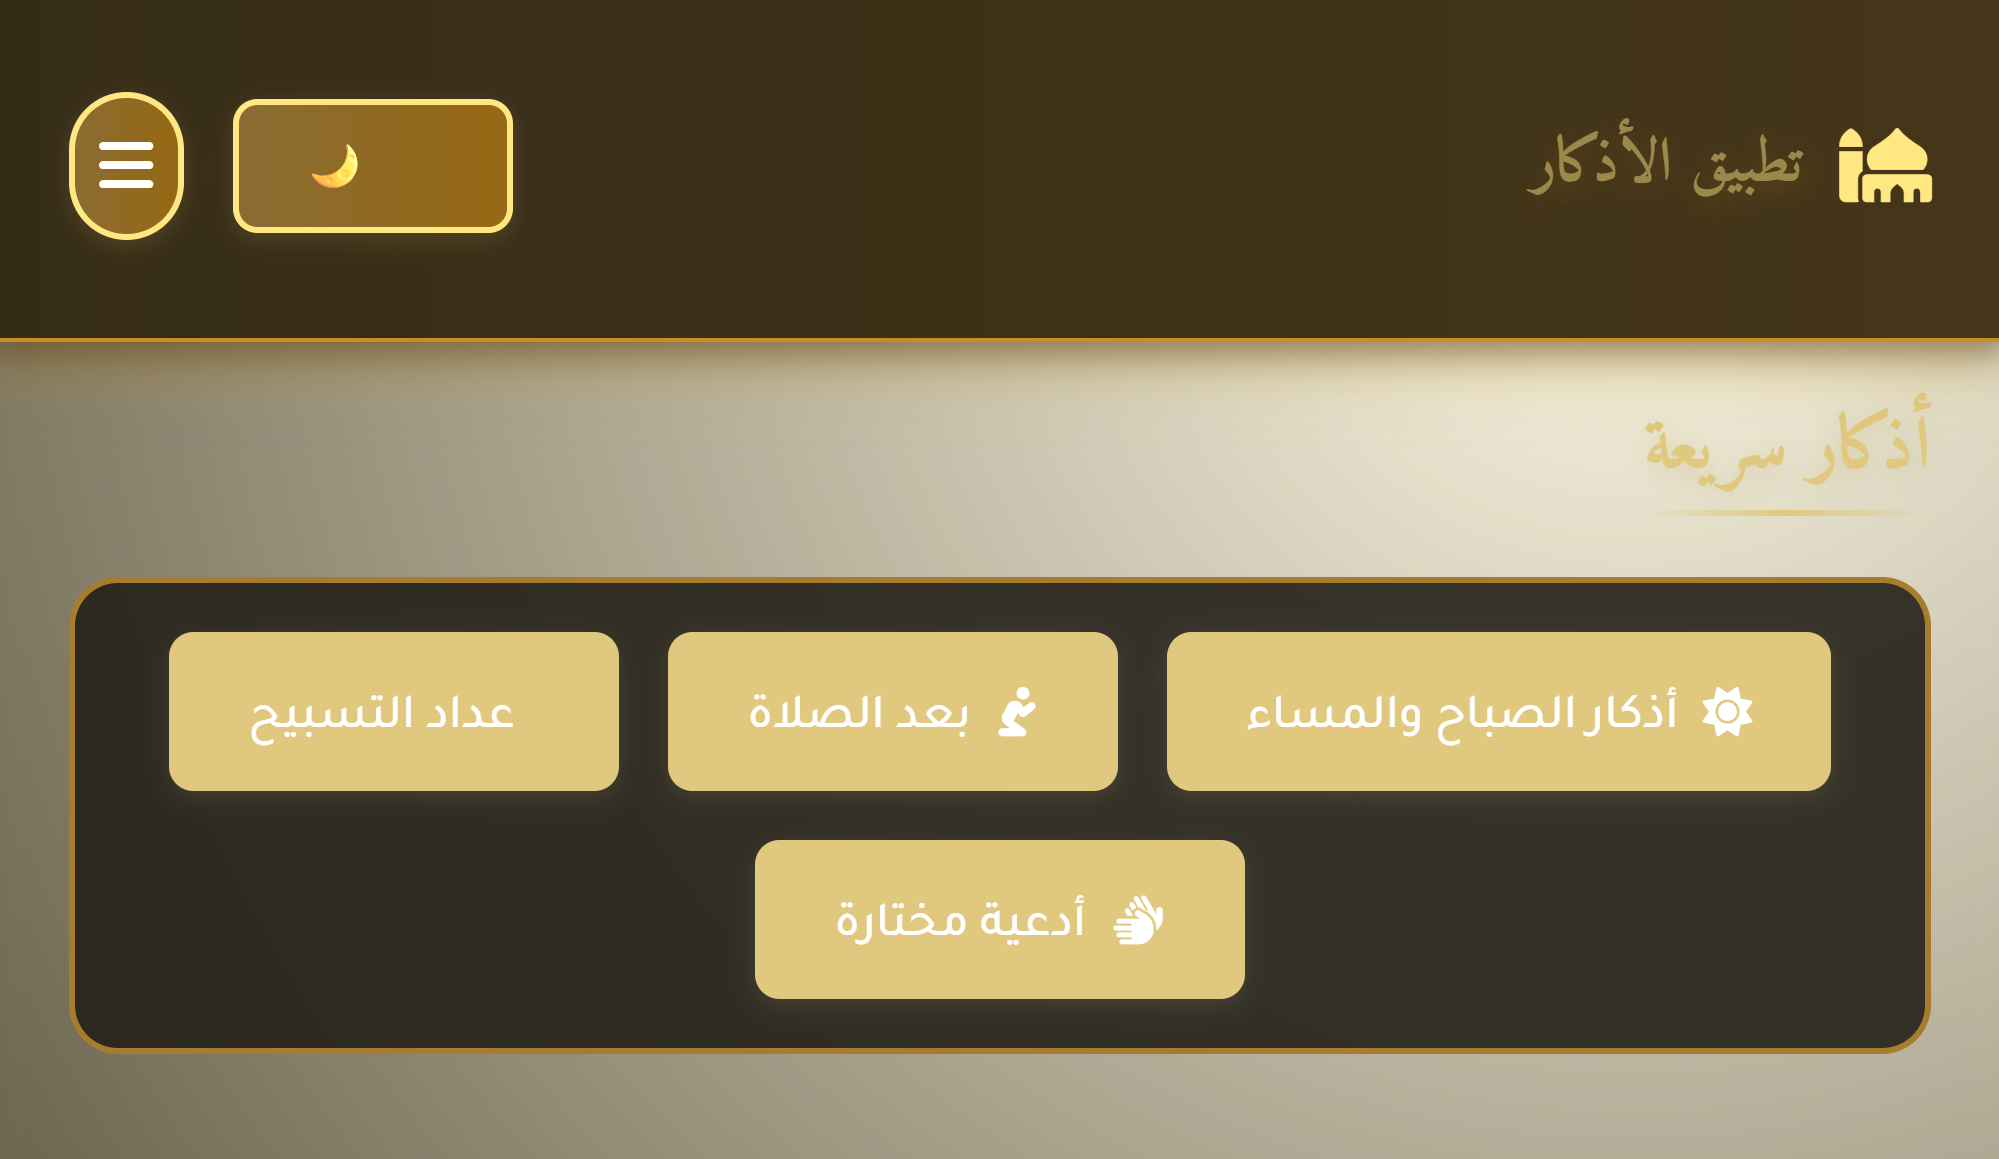 تطبيق الأذكار
🌙
أذكار سريعة
أذكار الصباح والمساء
بعد الصلاة
عداد التسبيح
أدعية مختارة